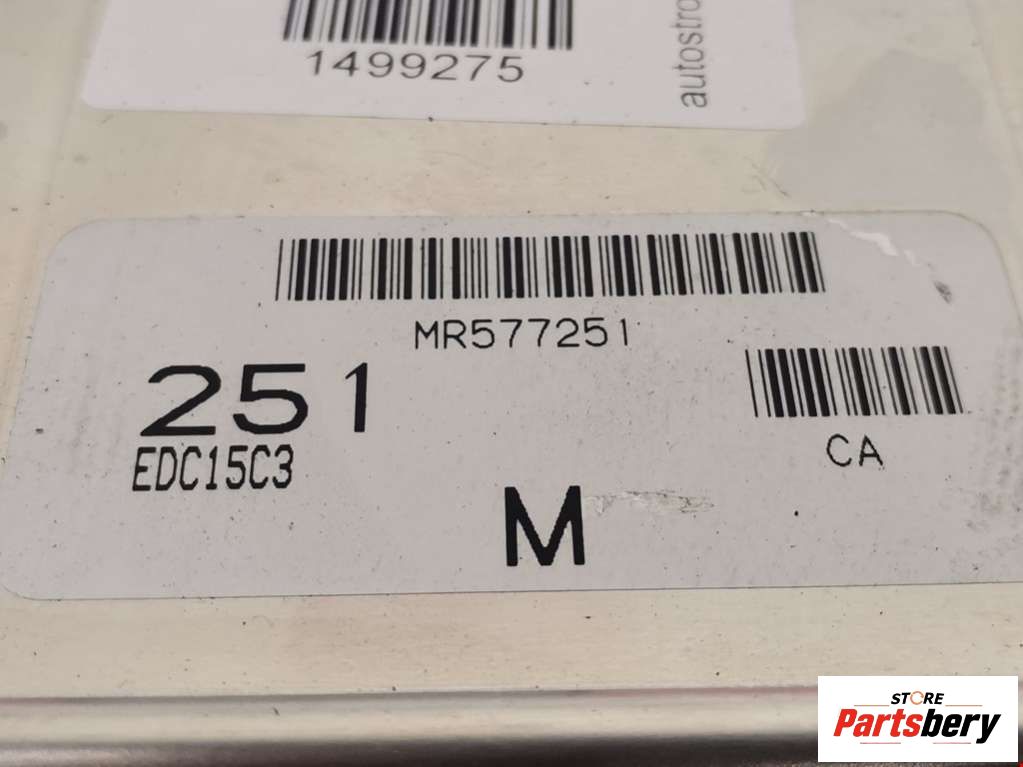 1499275
autostro
MR577251
251
EDC15C3
CA
M
STORE
Partsbery